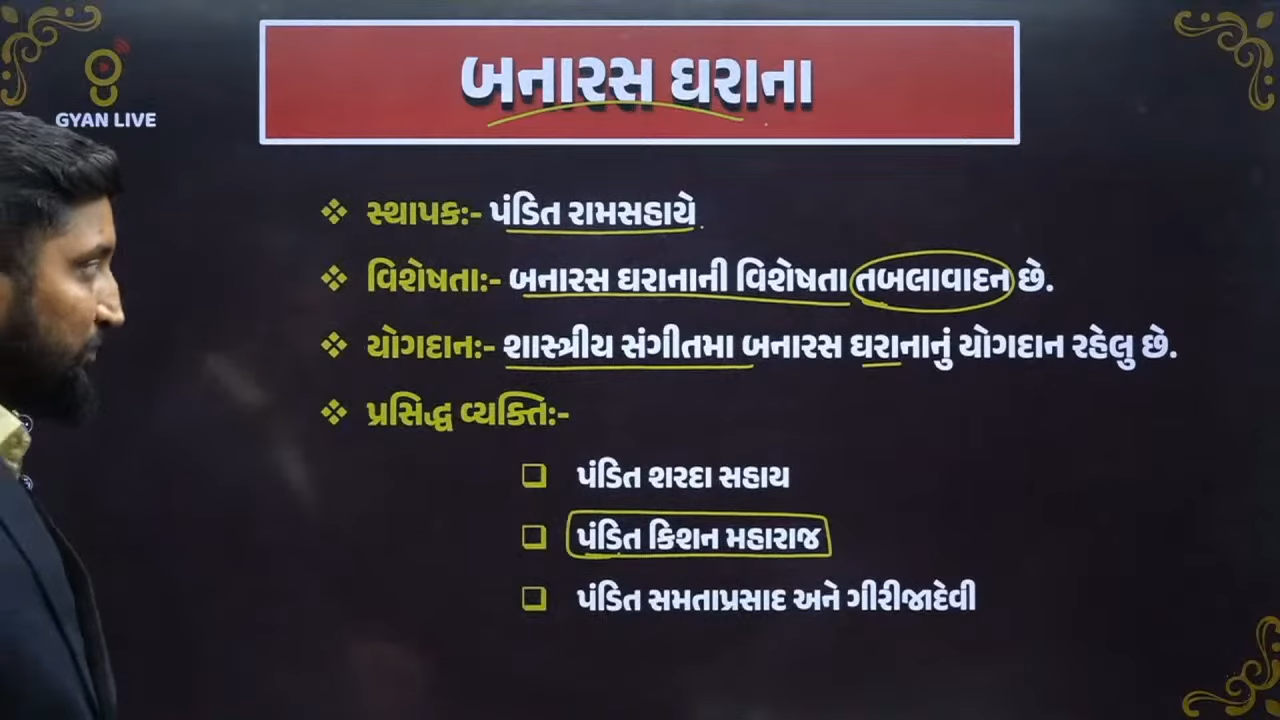 બનારસ ઘરાના
GYAN LIVE
સ્થાપક:- પંડિત રામસહાયે
વિશેષતા:- બનારસ ઘરાનાની વિશેષતા તબલાવાદન છે.
યોગદાન:- શાસ્ત્રીય સંગીતમા બનારસ ઘરાનાનું યોગદાન રહેલુ છે.
પ્રસિદ્ધ વ્યક્તિ:-
પંડિત શરદા સહાય
પંડિત કિશન મહારાજ
પંડિત સમતાપ્રસાદ અને ગીરીજાદેવી